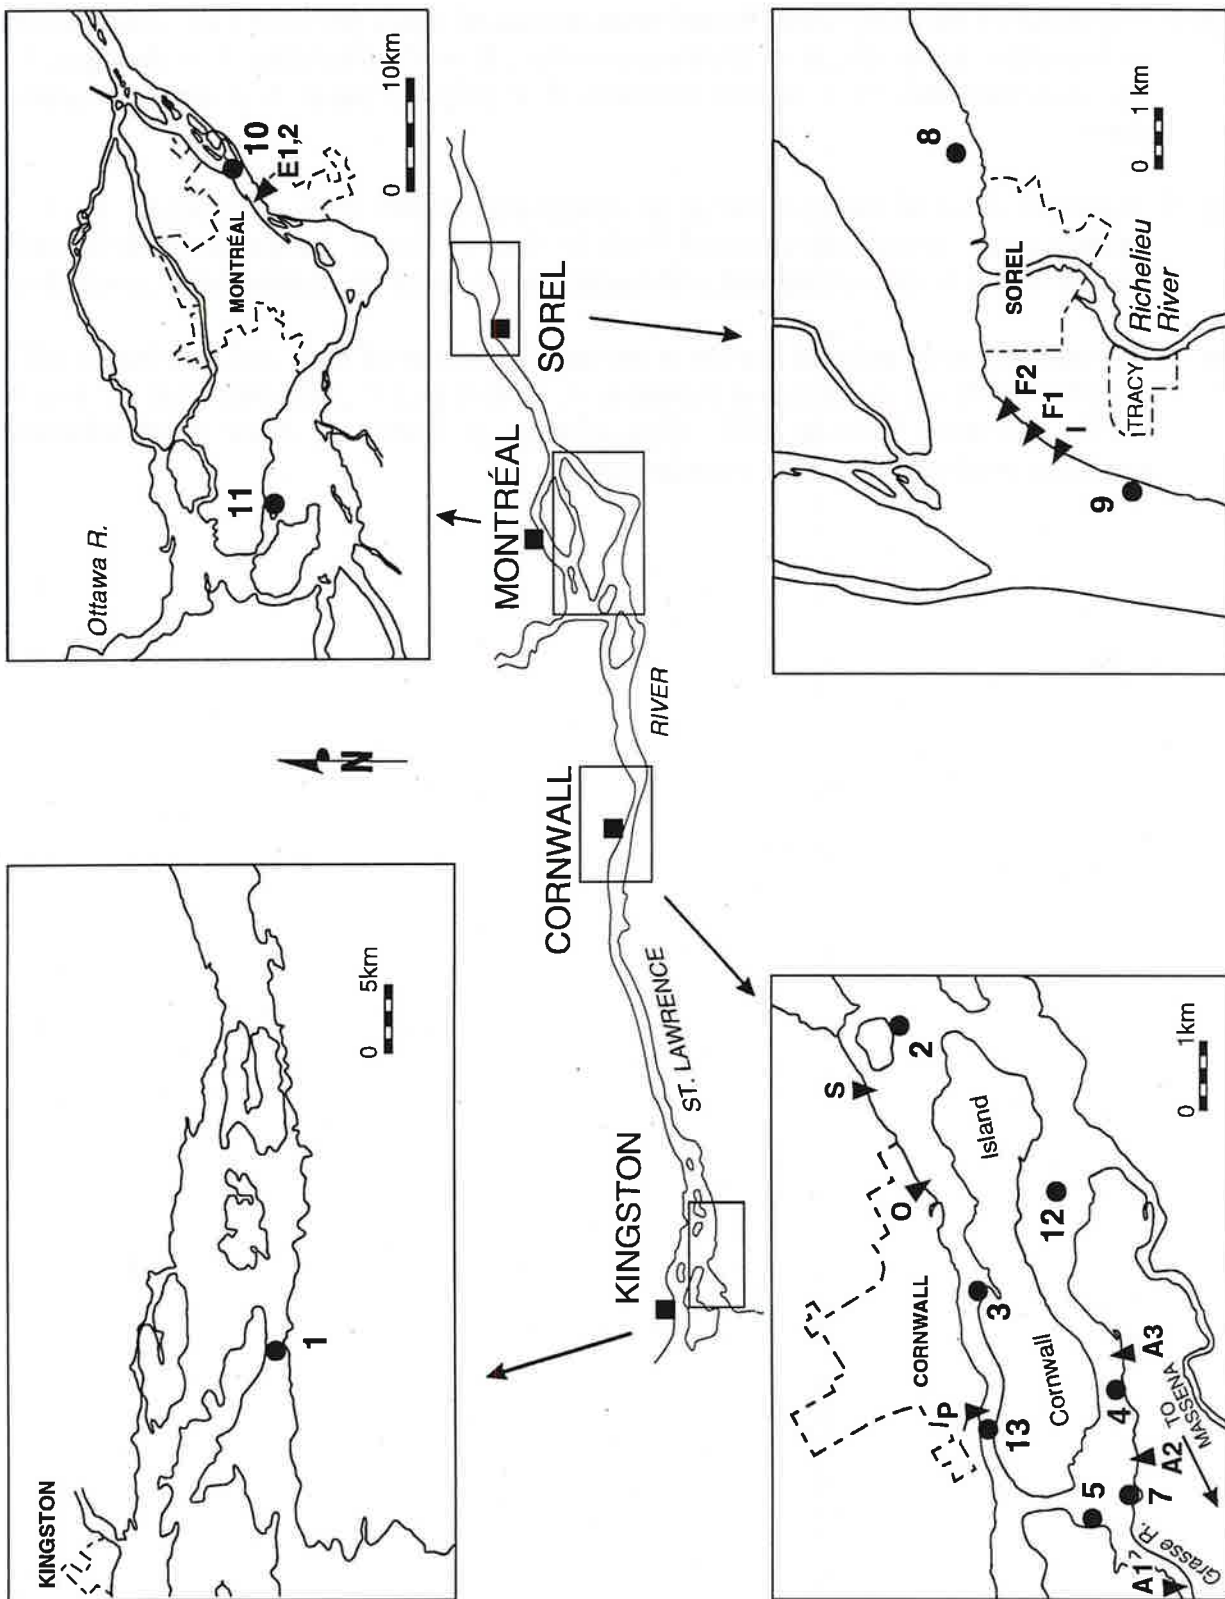 KINGSTON
1
0 5km
N
Ottawa R.
11
MONTRÉAL
10
E1,2
0 10km
KINGSTON
CORNWALL
MONTRÉAL
SOREL
ST. LAWRENCE
RIVER
CORNWALL
S
O
P
2
3
13
Cornwall
Island
12
5
4
7
A1
A2
A3
Grasse R.
TO
MASSENA
0 1km
8
SOREL
F2
F1
I
9
TRACY
Richelieu
River
0 1 km